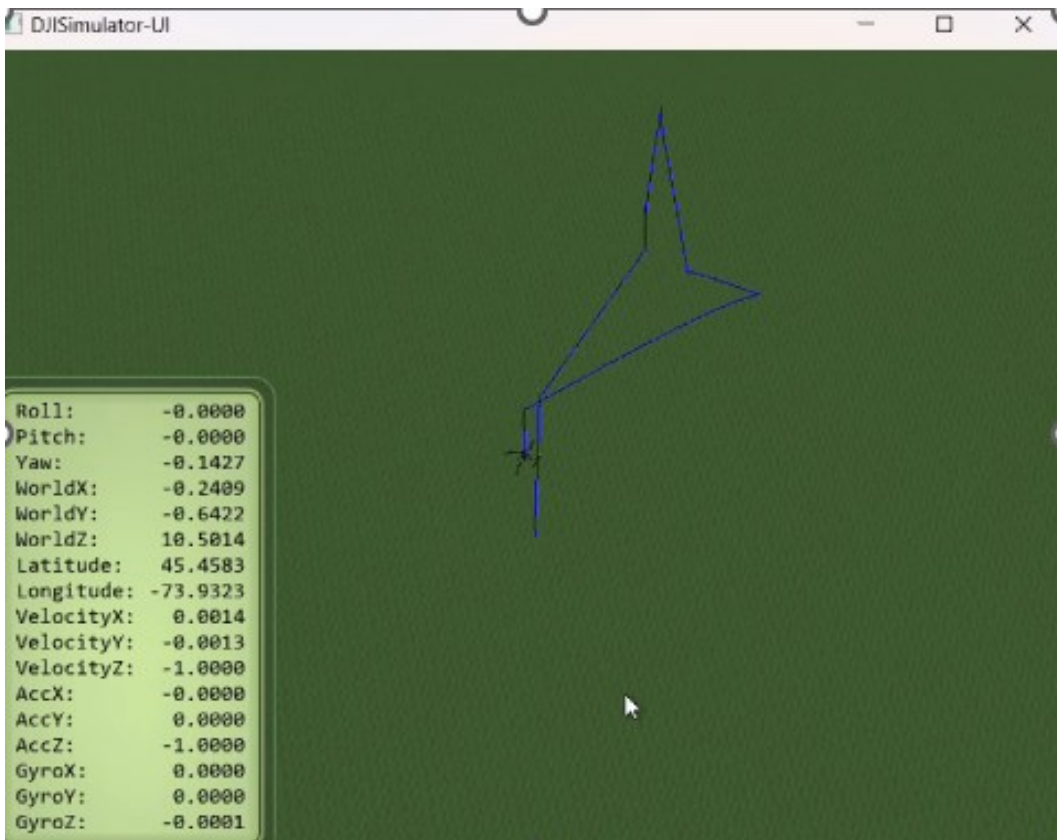 DJISimulator-UI
Roll: -0.0000
Pitch: -0.0000
Yaw: -0.1427
WorldX: -0.2409
WorldY: -0.6422
WorldZ: 10.5014
Latitude: 45.4583
Longitude: -73.9323
VelocityX: 0.0014
VelocityY: -0.0013
VelocityZ: -1.0000
AccX: -0.0000
AccY: 0.0000
AccZ: -1.0000
GyroX: 0.0000
GyroY: 0.0000
GyroZ: -0.0001